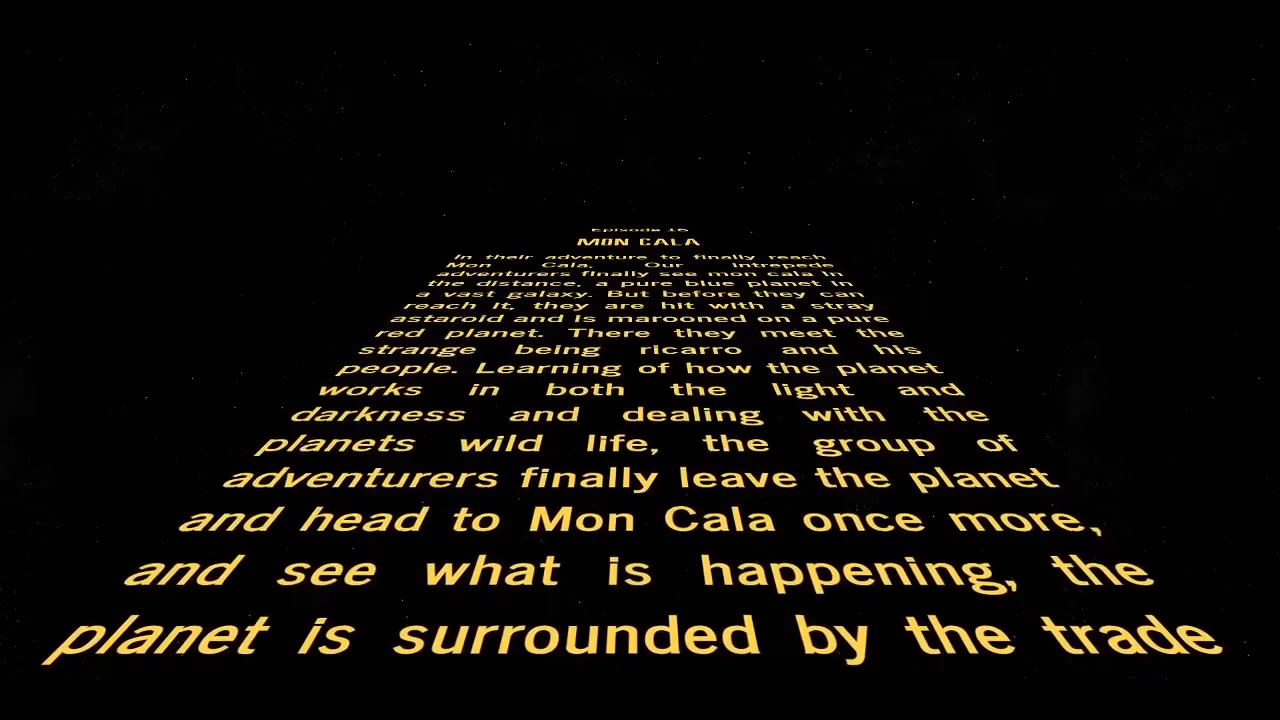 Episode 16
MON CALA
In their adventure to finally reach
Mon Cala. Our intrepede
adventurers finally see mon cala in
the distance, a pure blue planet in
a vast galaxy. But before they can
reach it, they are hit with a stray
astaroid and is marooned on a pure
red planet. There they meet the
strange being ricarro and his
people. Learning of how the planet
works in both the light and
darkness and dealing with the
planets wild life, the group of
adventurers finally leave the planet
and head to Mon Cala once more,
and see what is happening, the
planet is surrounded by the trade